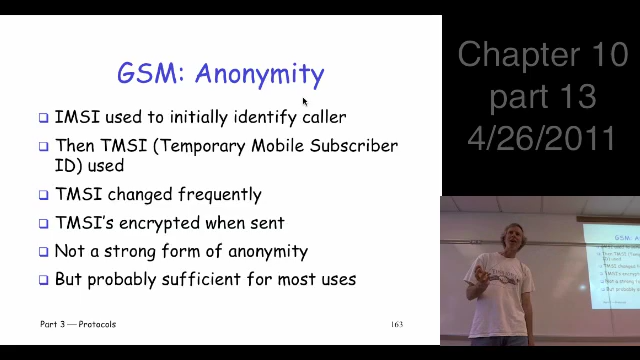 GSM: Anonymity
IMSI used to initially identify caller
Then TMSI (Temporary Mobile Subscriber
ID) used
TMSI changed frequently
TMSI's encrypted when sent
Not a strong form of anonymity
But probably sufficient for most uses
Part 3 — Protocols
163
Chapter 10
part 13
4/26/2011
GSM: Anonymity